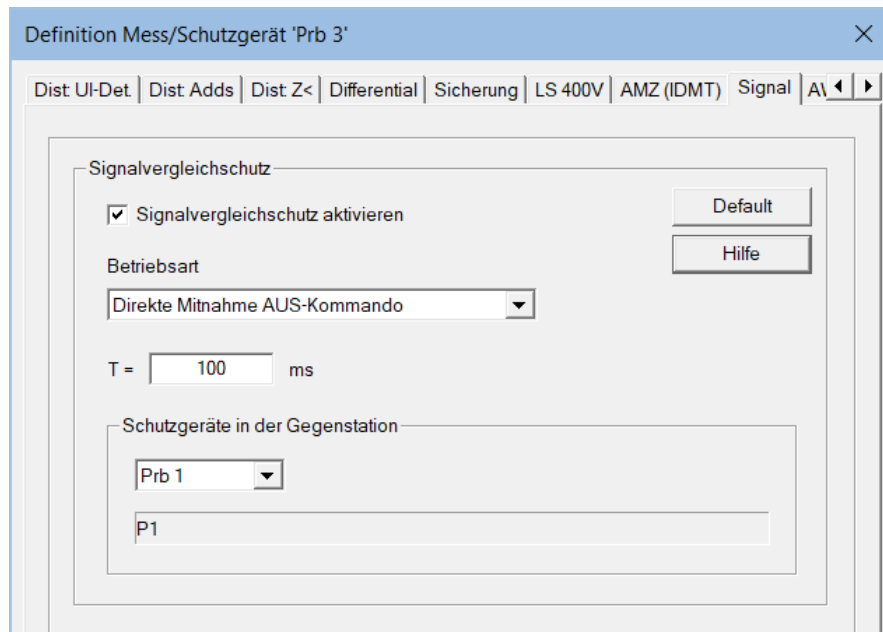 Definition Mess/Schutzgerät 'Prb 3'
Dist: UI-Det. Dist: Adds Dist: Z< Differential Sicherung LS 400V AMZ (IDMT) Signal
Signalvergleichschutz
Signalvergleichschutz aktivieren
Default
Hilfe
Betriebsart
Direkte Mitnahme AUS-Kommando
T = 100 ms
Schutzgeräte in der Gegenstation
Prb 1
P1